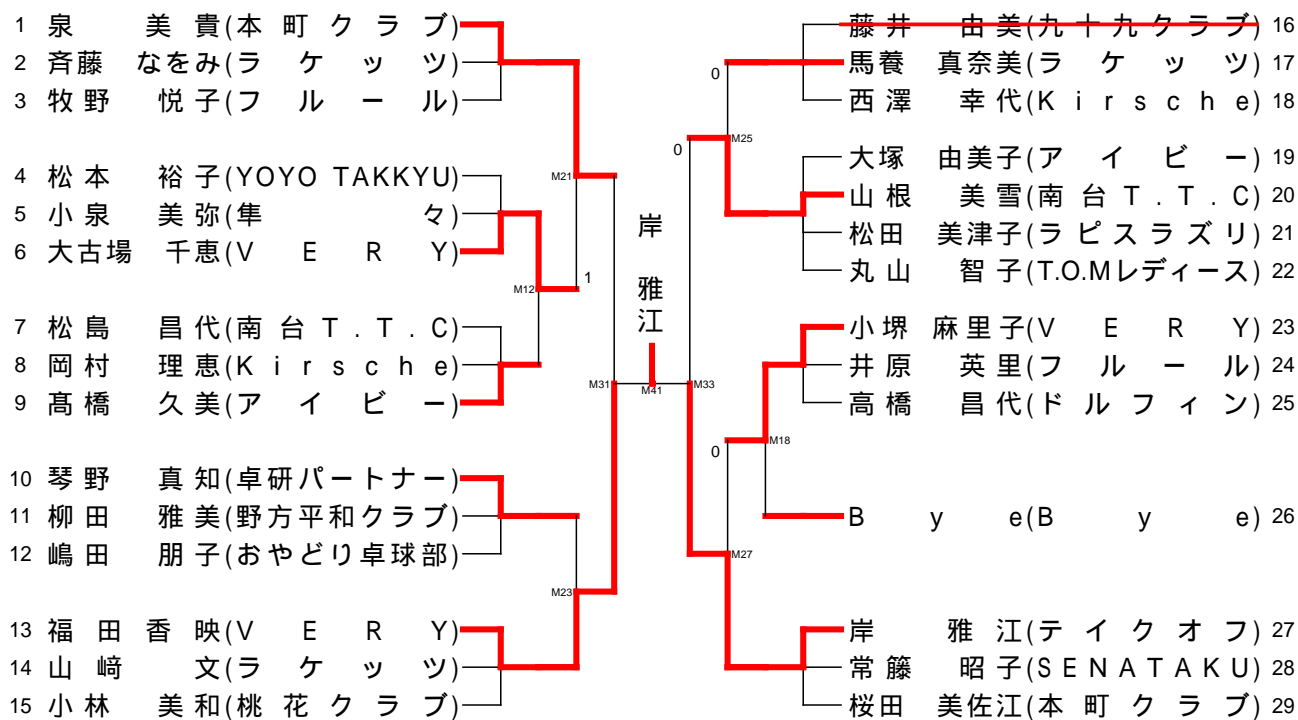 1 泉 美貴(本町クラブ)
2 斉藤 なをみ(ラケッツ)
3 牧野 悦子(フルール)
4 松本 裕子(YOYO TAKKYU)
5 小泉 美弥(隼々)
6 大古場 千恵(VERY)
7 松島 昌代(南台T.T.C)
8 岡村 理恵(Kirsche)
9 髙橋 久美(アイビー)
10 琴野 真知(卓研パートナー)
11 柳田 雅美(野方平和クラブ)
12 嶋田 朋子(おやどり卓球部)
13 福田香映(VERY)
14 山﨑 文(ラケッツ)
15 小林 美和(桃花クラブ)
M21
M12
1
M31
M23
岸 雅江
M41
0
M25
0
M33
M18
0
M27
藤井 由美(九十九クラブ) 16
馬養 真奈美(ラケッツ) 17
西澤 幸代(Kirsche) 18
大塚 由美子(アイビー) 19
山根 美雪(南台T.T.C) 20
松田 美津子(ラピスラズリ) 21
丸山 智子(T.O.Mレディース) 22
小堺 麻里子(VERY) 23
井原 英里(フルール) 24
高橋 昌代(ドルフィン) 25
Bye(Bye) 26
岸 雅江(テイクオフ) 27
常籐 昭子(SENATAKU) 28
桜田 美佐江(本町クラブ) 29